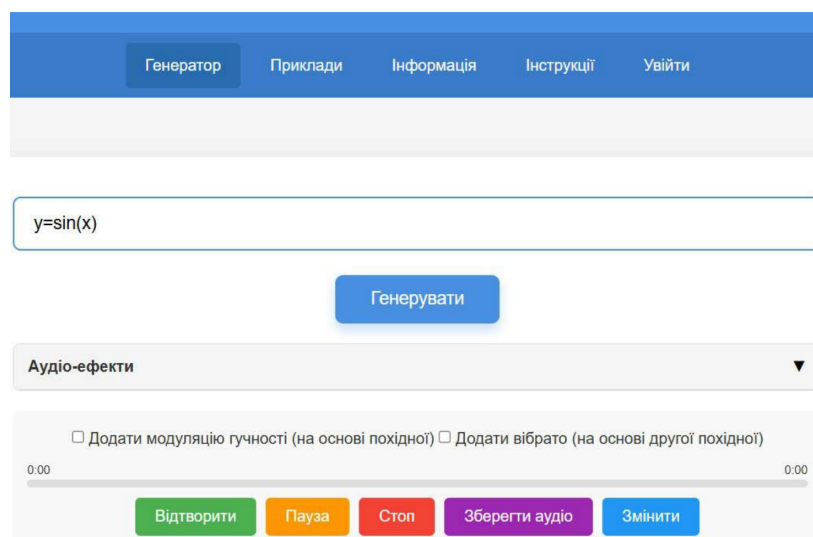 Генератор Приклади Інформація Інструкції Увійти
y=sin(x)
Генерувати
Аудіо-ефекти ▼
Додати модуляцію гучності (на основі похідної) Додати вібрато (на основі другої похідної)
0:00 0:00
Відтворити Пауза Стоп Зберегти аудіо Змінити